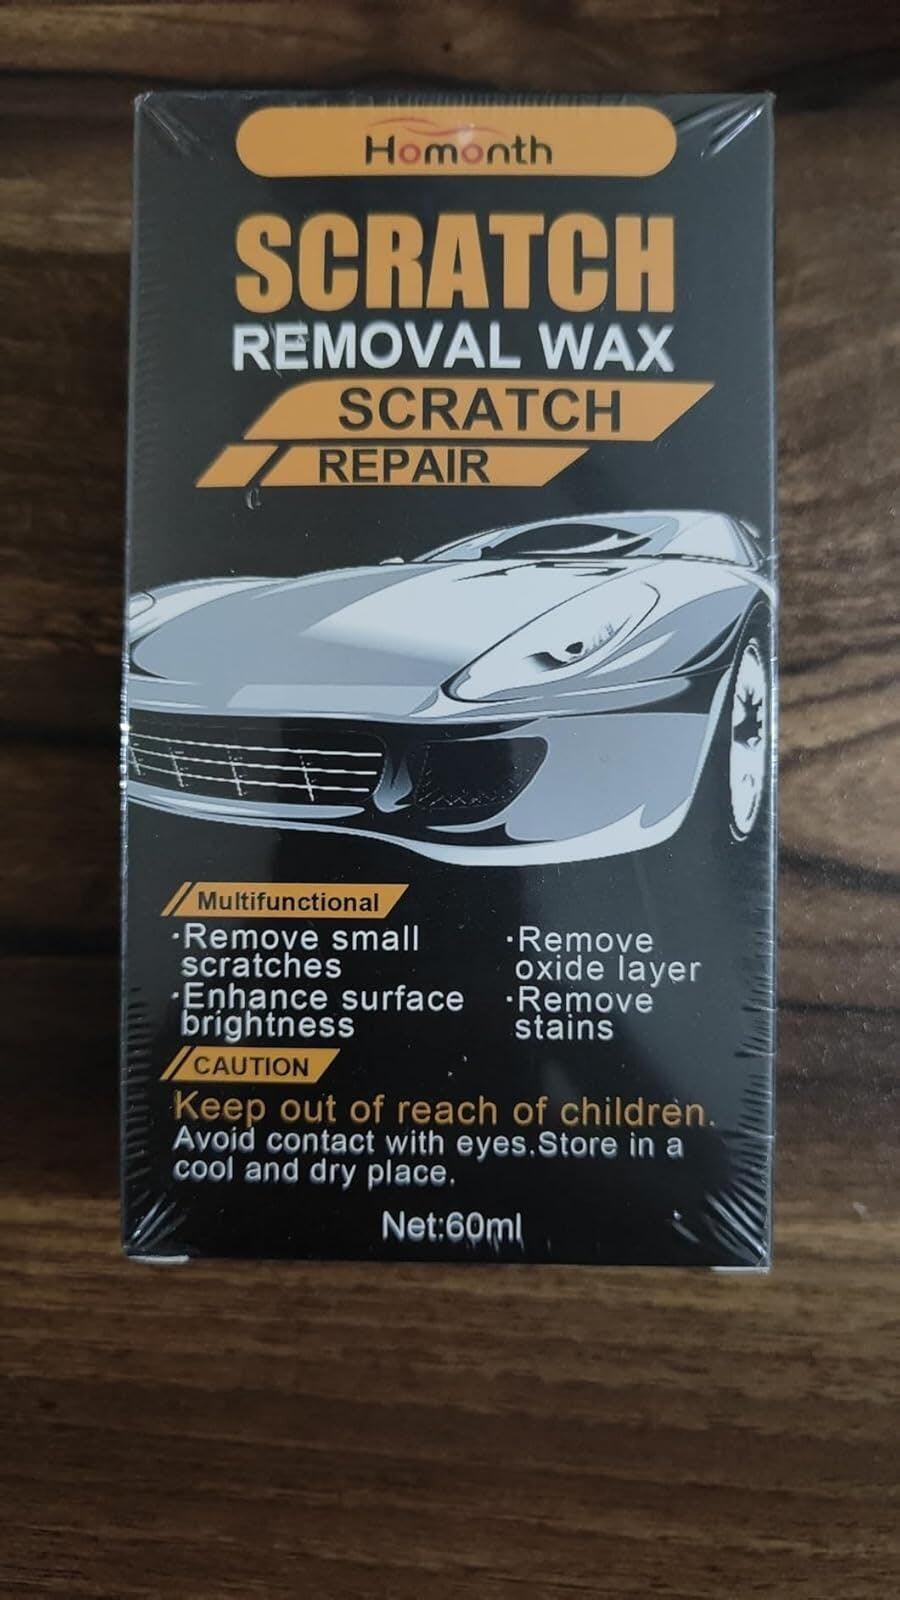 Homonth
SCRATCH
REMOVAL WAX
SCRATCH
REPAIR
Multifunctional
·Remove small
scratches
·Enhance surface
brightness
·Remove
oxide layer
·Remove
stains
CAUTION
Keep out of reach of children.
Avoid contact with eyes.Store in a
cool and dry place.
Net:60ml